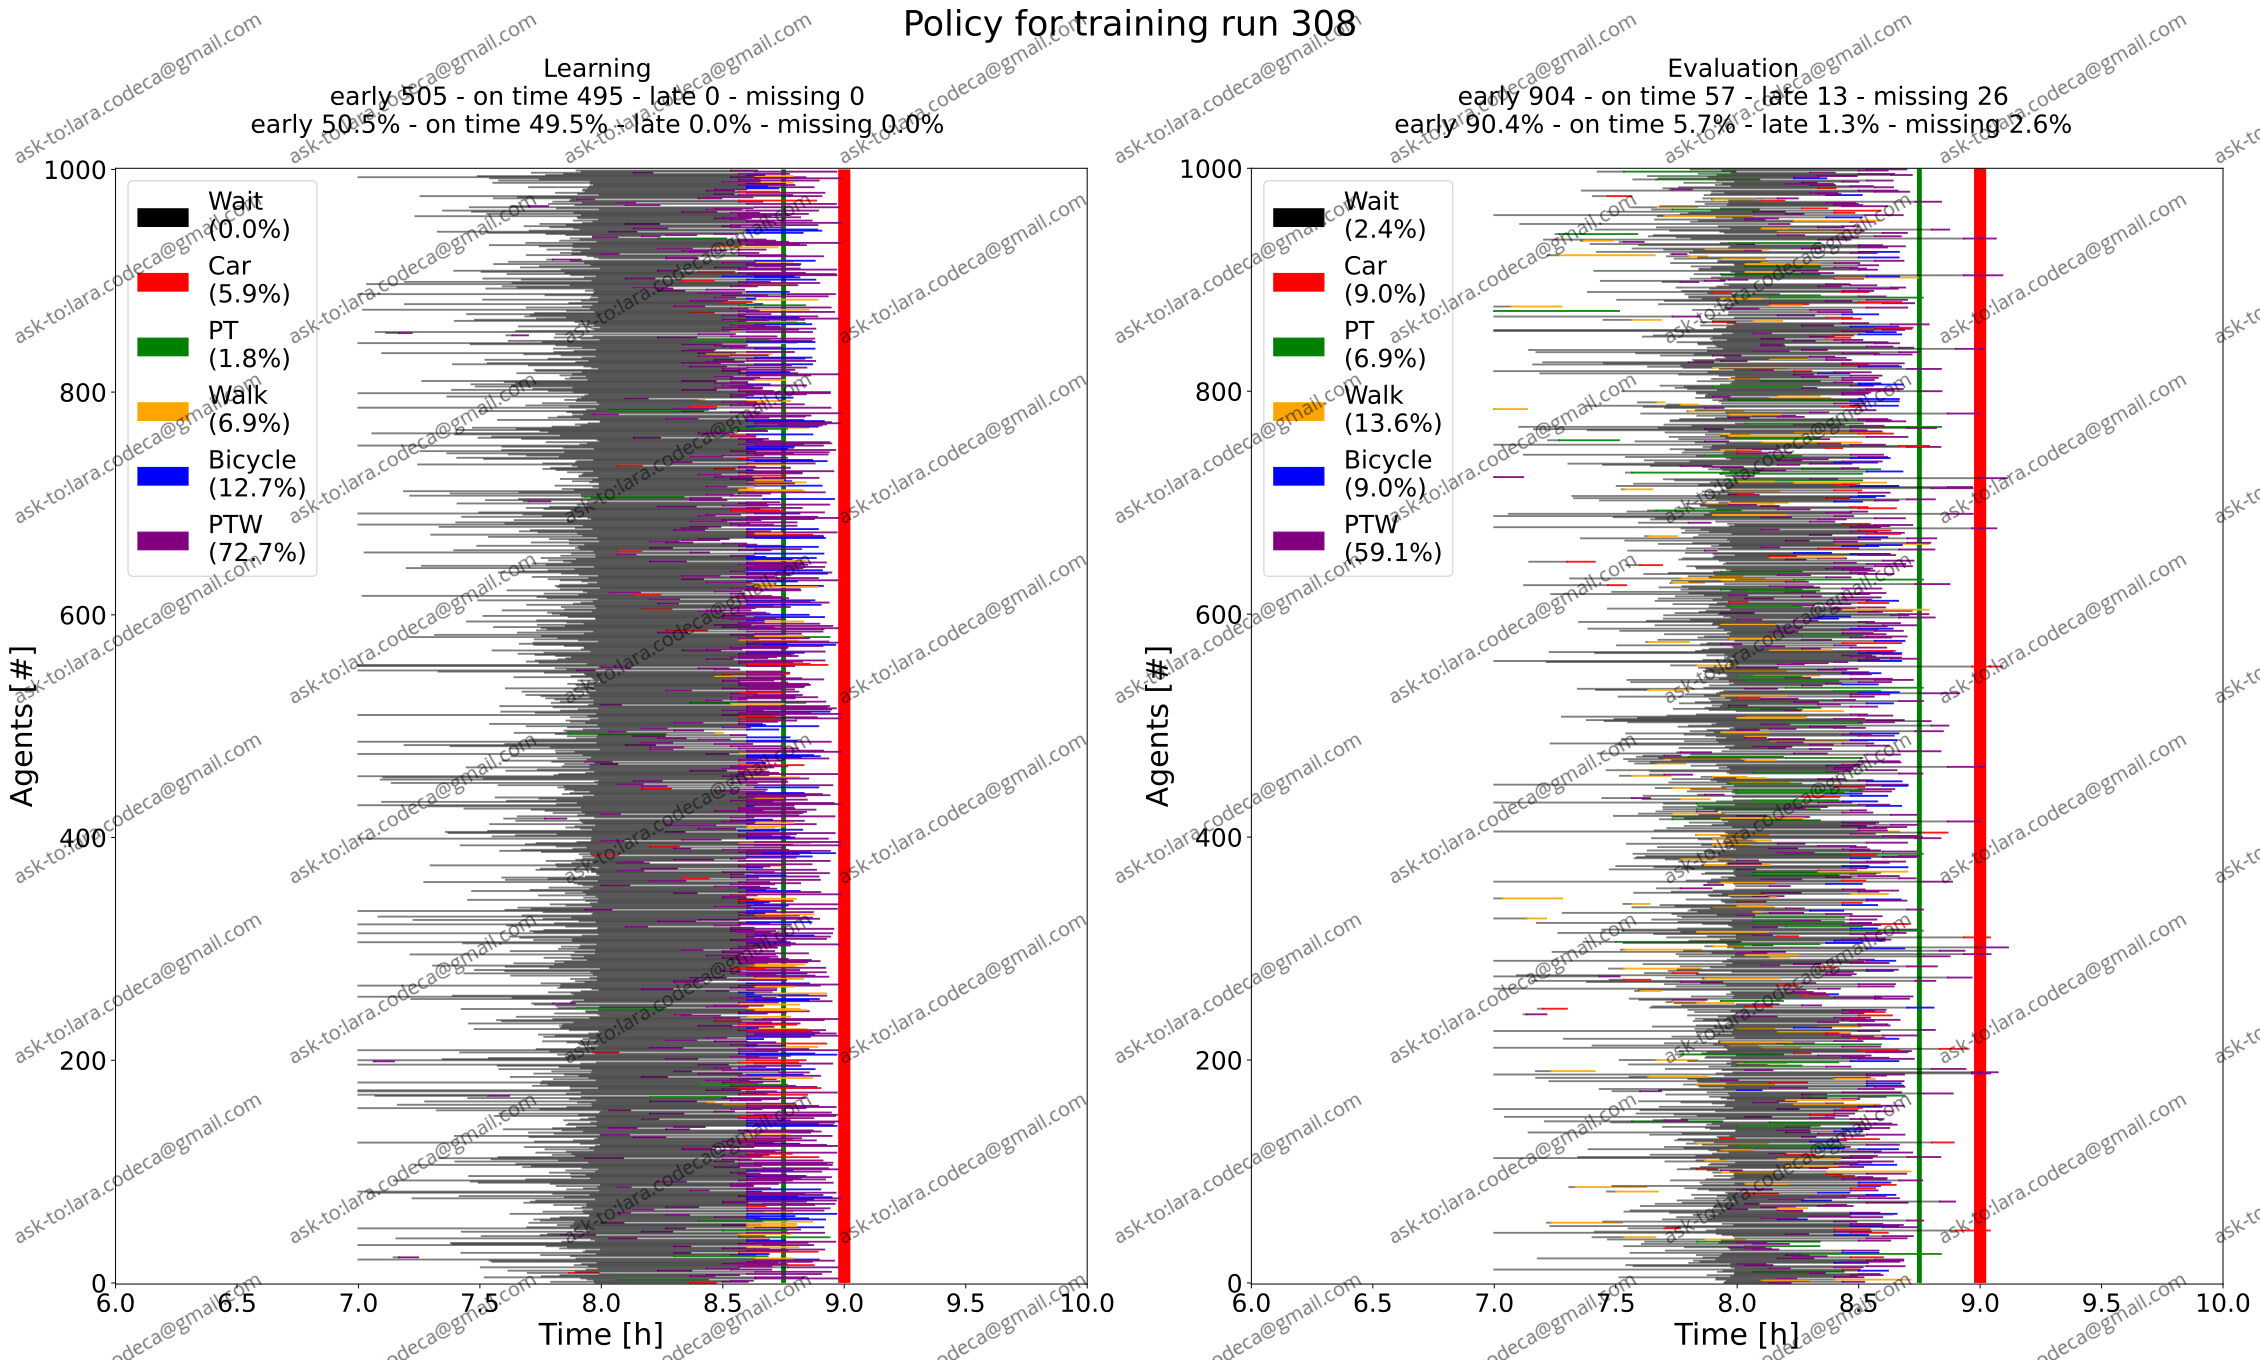 Policy for training run 308
Learning
early 505 - on time 495 - late 0 - missing 0
early 50.5% - on time 49.5% - late 0.0% - missing 0.0%
Wait
(0.0%)
Car
(5.9%)
PT
(1.8%)
Walk
(6.9%)
Bicycle
(12.7%)
PTW
(72.7%)
Agents [#]
1000
800
600
400
200
0
6.0 6.5 7.0 7.5 8.0 8.5 9.0 9.5 10.0
Time [h]
Evaluation
early 904 - on time 57 - late 13 - missing 26
early 90.4% - on time 5.7% - late 1.3% - missing 2.6%
Wait
(2.4%)
Car
(9.0%)
PT
(6.9%)
Walk
(13.6%)
Bicycle
(9.0%)
PTW
(59.1%)
Agents [#]
1000
800
600
400
200
0
6.0 6.5 7.0 7.5 8.0 8.5 9.0 9.5 10.0
Time [h]
ask-to:lara.codeca@gmail.com